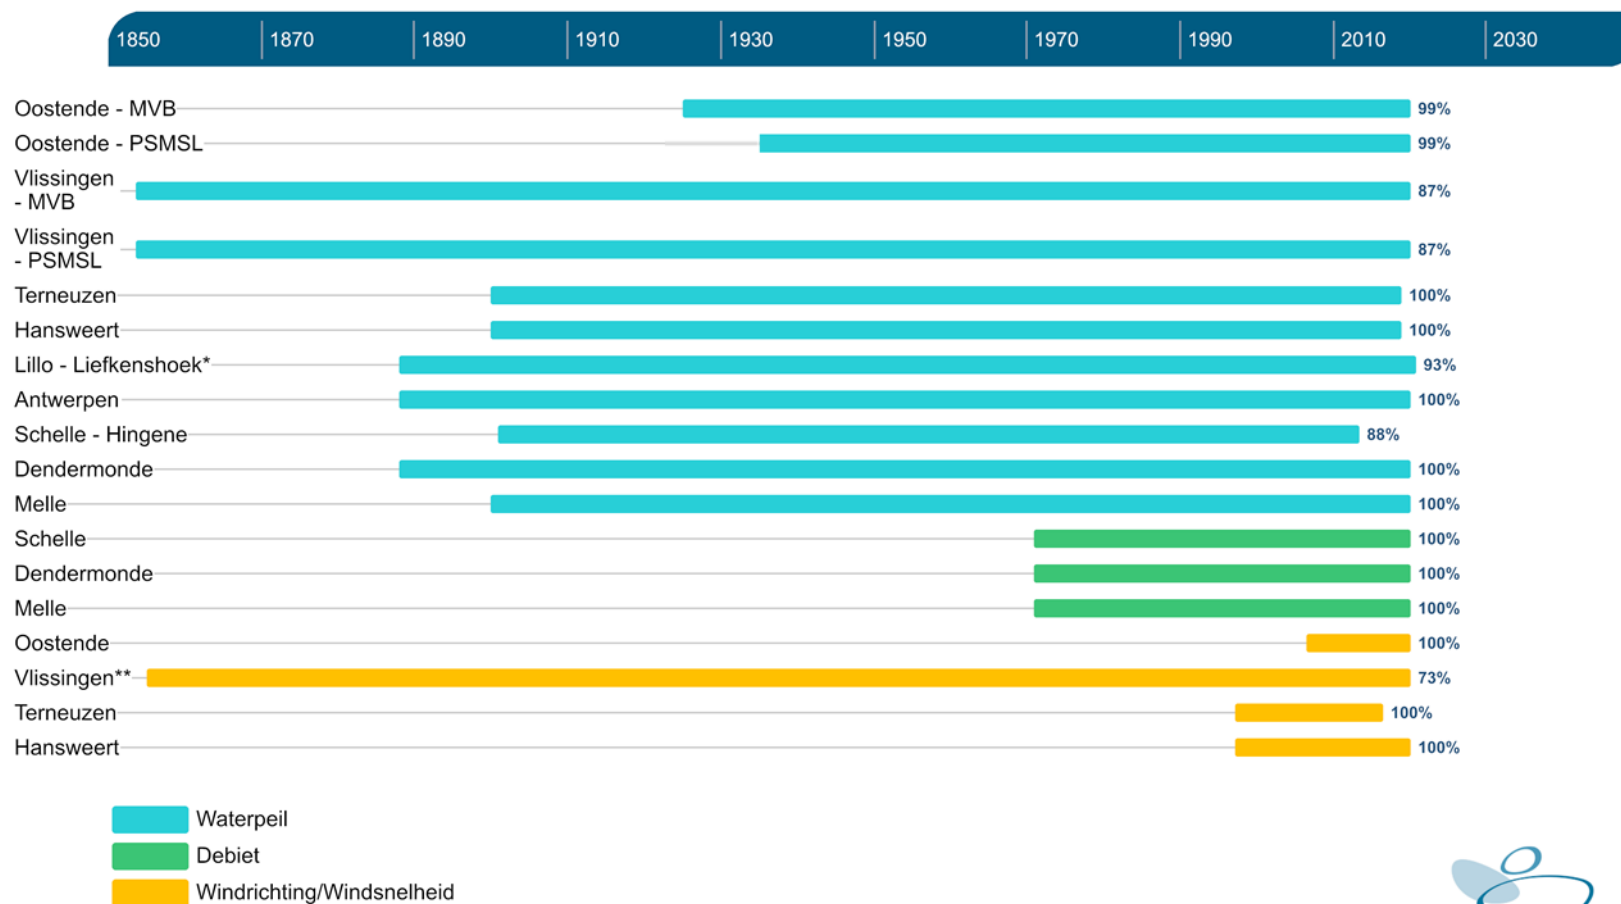 1850 1870 1890 1910 1930 1950 1970 1990 2010 2030
Oostende - MVB 99%
Oostende - PSMSL 99%
Vlissingen
- MVB 87%
Vlissingen
- PSMSL 87%
Terneuzen 100%
Hansweert 100%
Lillo - Liefkenshoek* 93%
Antwerpen 100%
Schelle - Hingene 88%
Dendermonde 100%
Melle 100%
Schelle 100%
Dendermonde 100%
Melle 100%
Oostende 100%
Vlissingen** 73%
Terneuzen 100%
Hansweert 100%
Waterpeil
Debiet
Windrichting/Windsnelheid